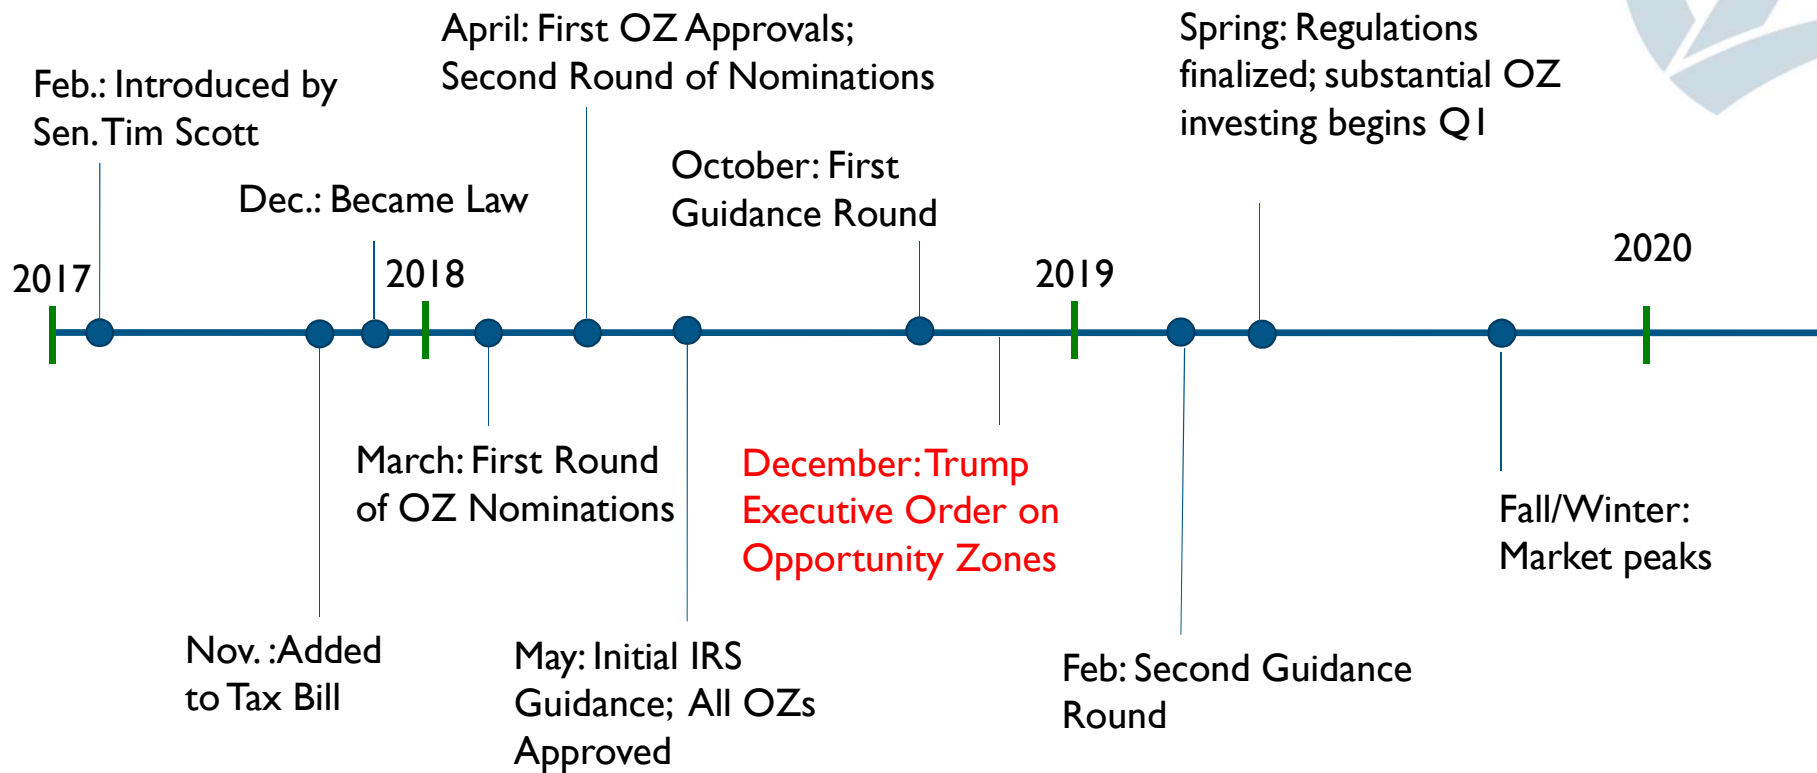 April: First OZ Approvals;
Second Round of Nominations
Spring: Regulations
finalized; substantial OZ
investing begins Q1
Feb.: Introduced by
Sen. Tim Scott
October: First
Guidance Round
Dec.: Became Law
2017
2018
2019
2020
March: First Round
of OZ Nominations
December: Trump
Executive Order on
Opportunity Zones
Fall/Winter:
Market peaks
Nov. :Added
to Tax Bill
May: Initial IRS
Guidance; All OZs
Approved
Feb: Second Guidance
Round